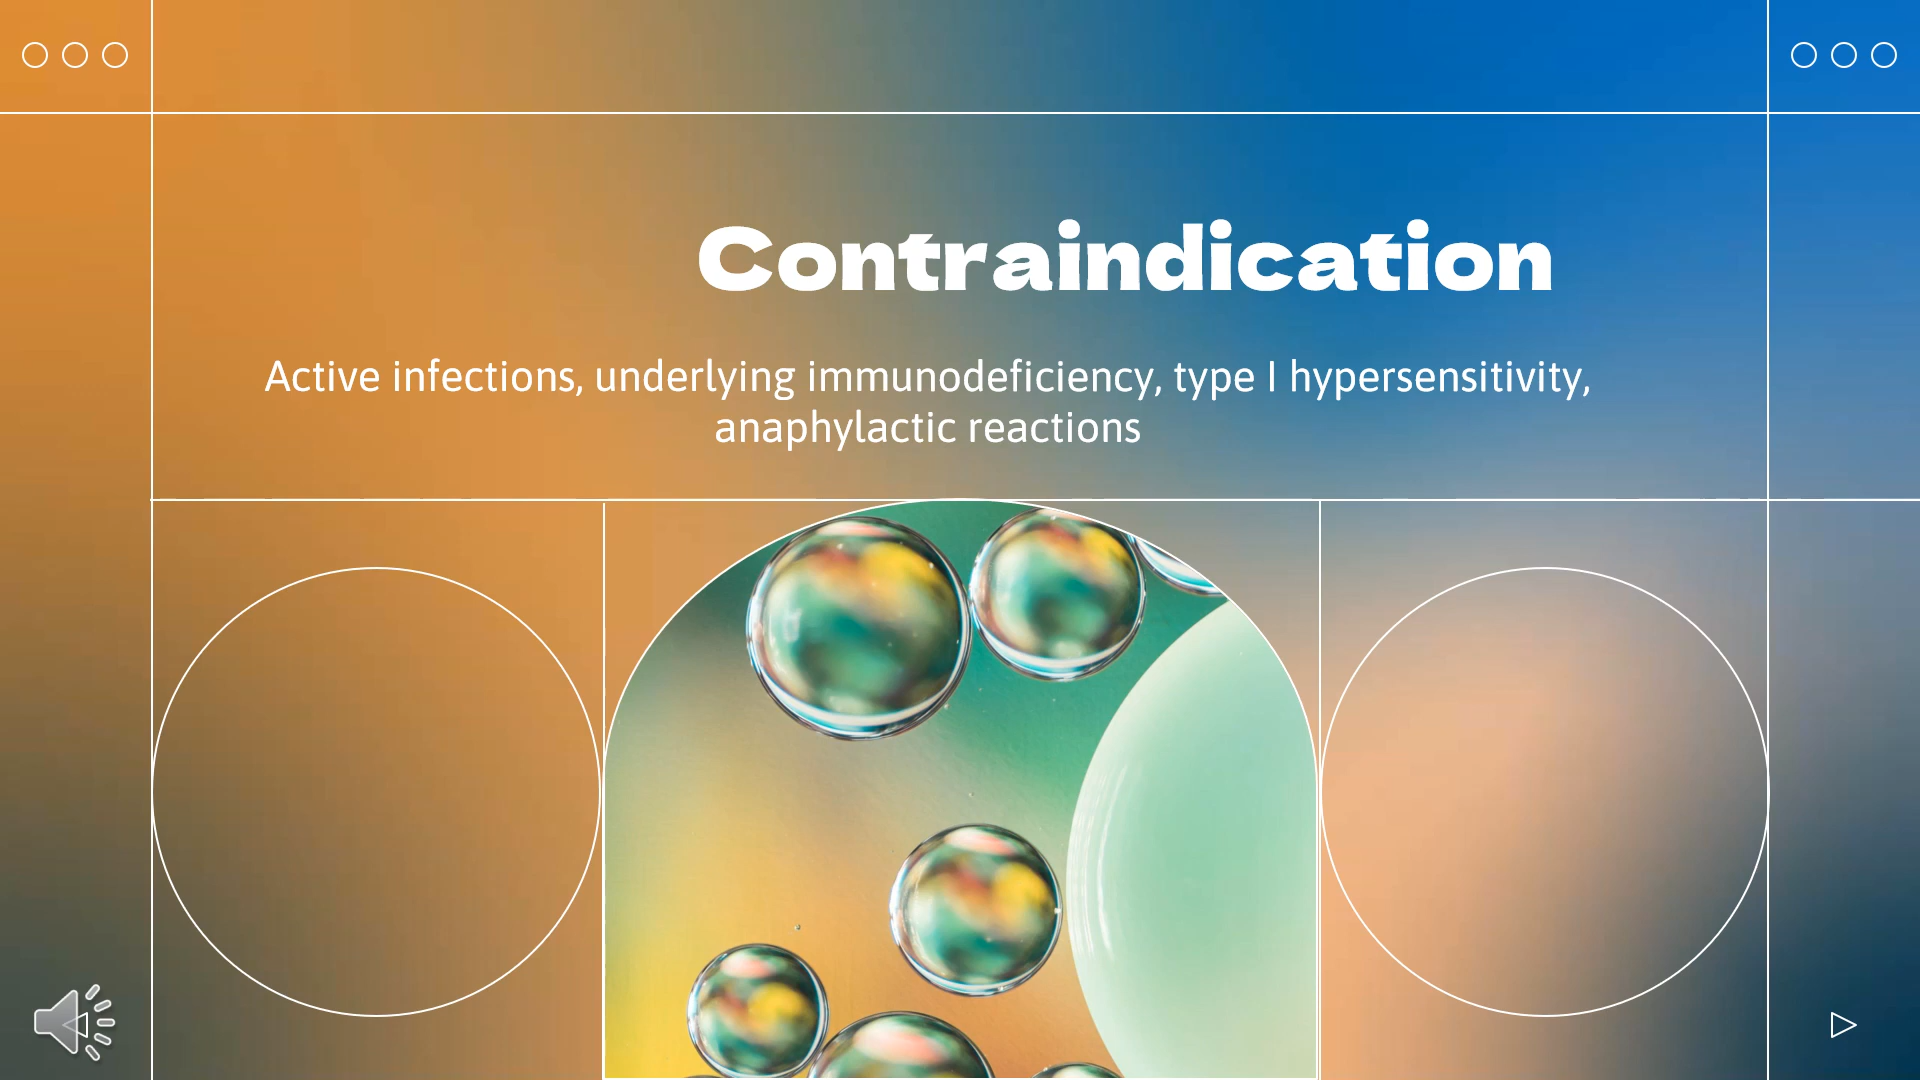 Contraindication
Active infections, underlying immunodeficiency, type I hypersensitivity,
anaphylactic reactions